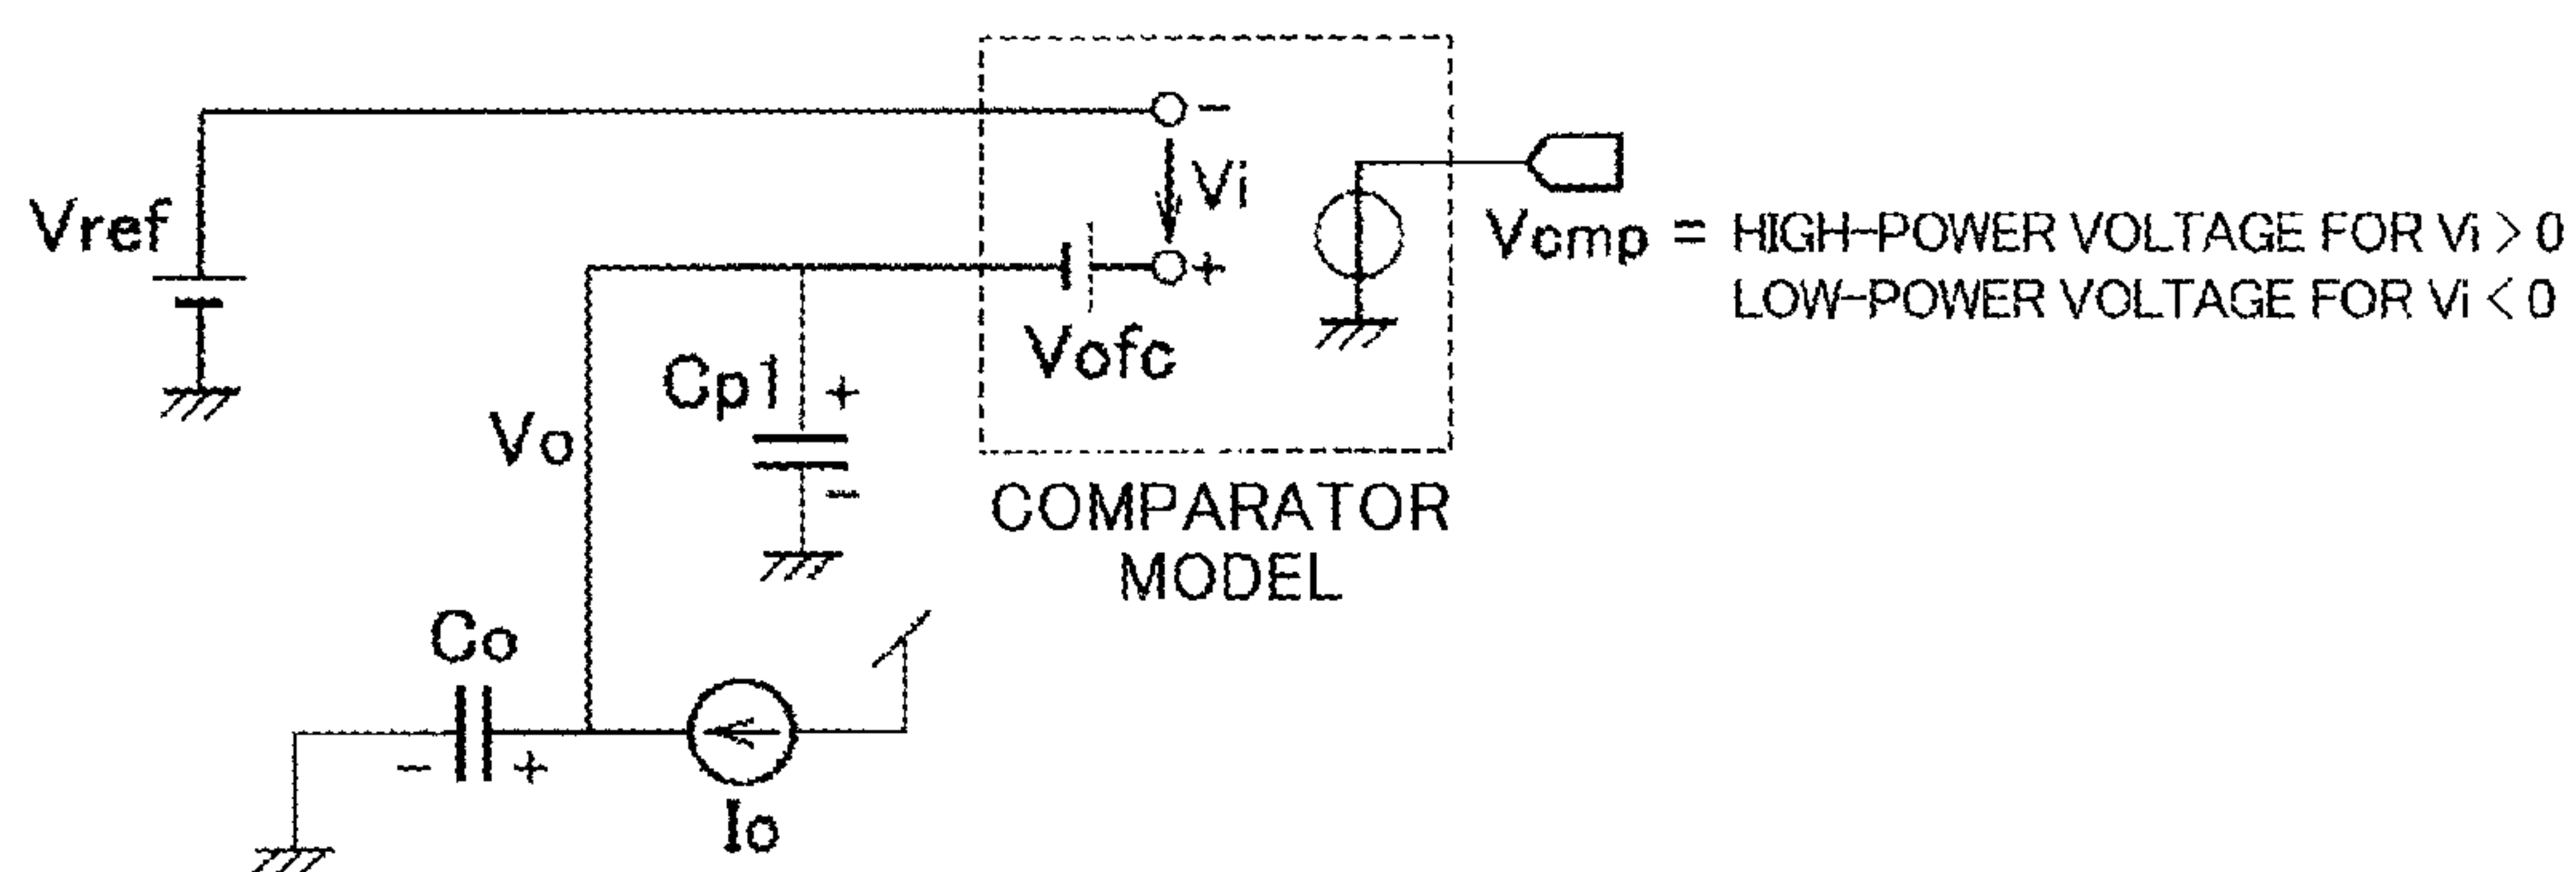 -
Vi
Vref
+
Vcmp = HIGH-POWER VOLTAGE FOR Vi > 0
LOW-POWER VOLTAGE FOR Vi < 0
Vofc
Cp1 +
Vo
-
COMPARATOR
MODEL
Co
- +
Io